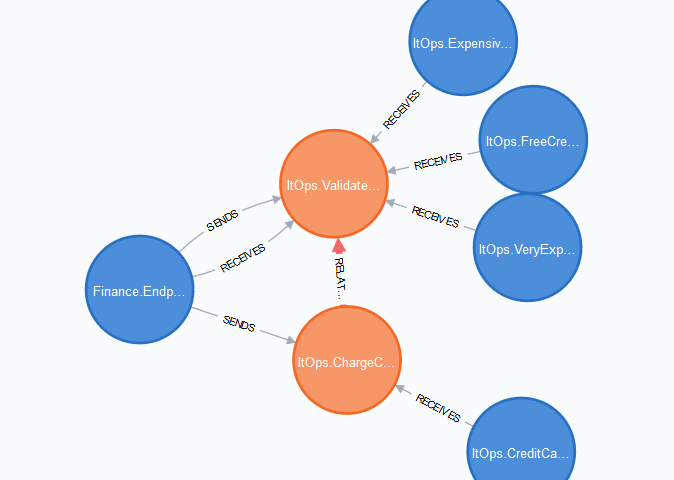 ItOps.Expensiv...
RECEIVES
ItOps.FreeCre...
RECEIVES
ItOps.Validate...
RECEIVES
ItOps.VeryExp...
SENDS
RECEIVES
Finance.Endp...
RELAT...
SENDS
ItOps.ChargeC...
RECEIVES
ItOps.CreditCa...